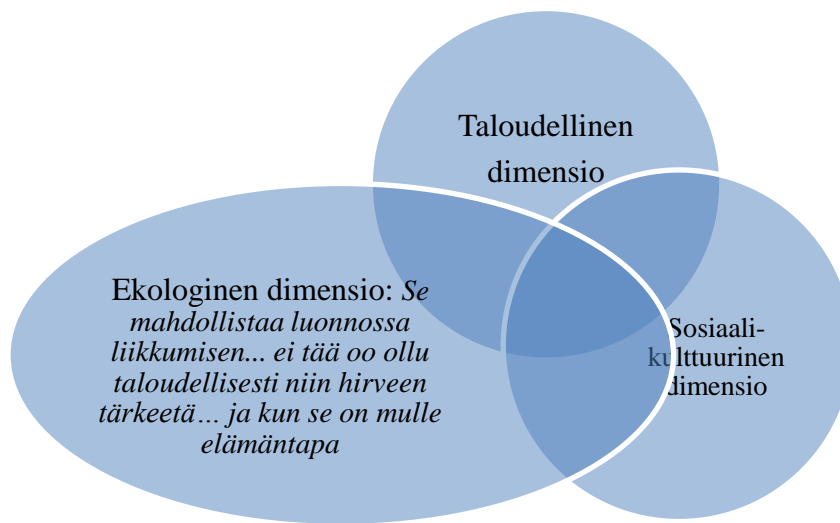 Taloudellinen
dimensio
Ekologinen dimensio: Se
mahdollistaa luonnossa
liikkumisen... ei tää oo ollu
taloudellisesti niin hirveen
tärkeetä... ja kun se on mulle
elämäntapa
Sosiaali-
kulttuurinen
dimensio